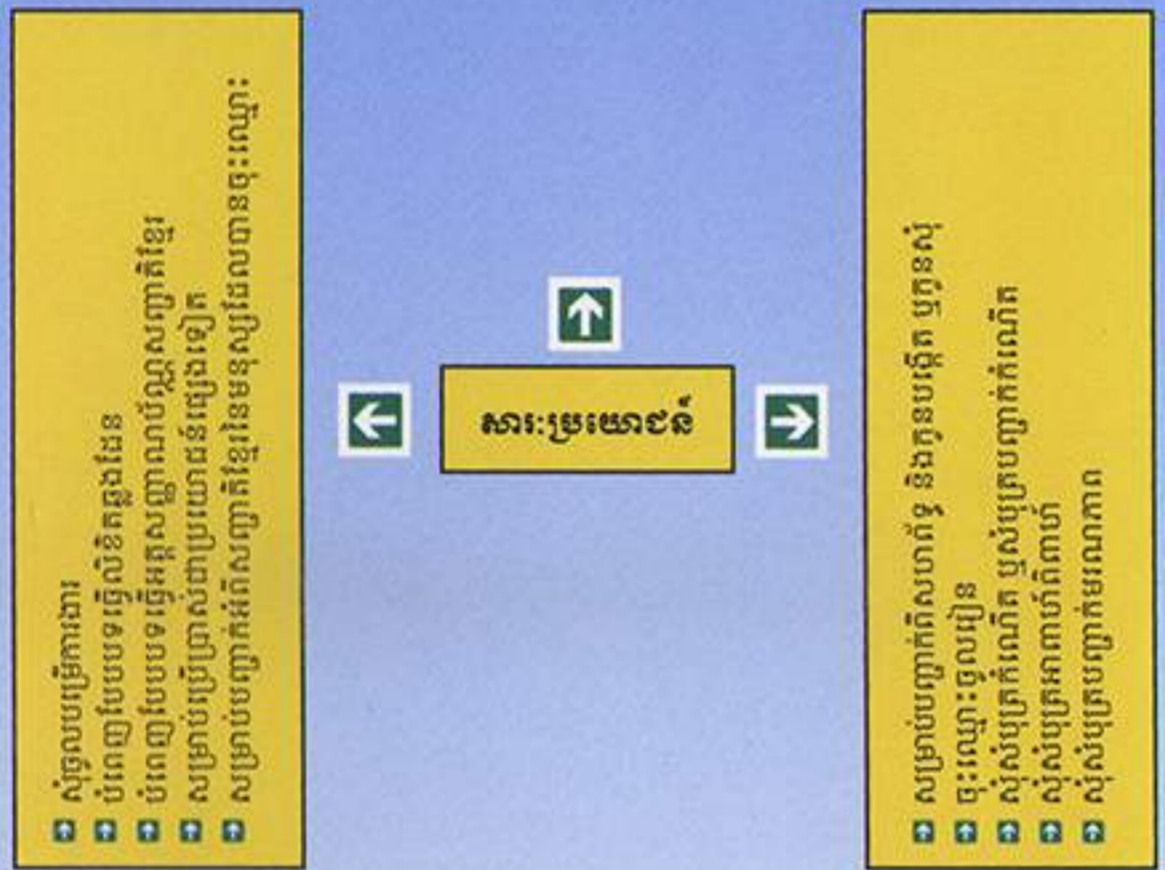 សារៈប្រយោជន៍
សុំចូលបម្រើការងារ
បំពេញបែបបទធ្វើលិខិតឆ្លងដែន
បំពេញបែបបទធ្វើអត្តសញ្ញាណប័ណ្ណសញ្ជាតិខ្មែរ
សម្រាប់ប្រើប្រាស់ជាប្រយោជន៍ផ្សេងទៀត
សម្រាប់បញ្ជាក់អំពីសញ្ជាតិខ្មែរនៃមនុស្សដែលបានចុះឈ្មោះ
សម្រាប់បញ្ជាក់ពីសហព័ទ្ធ និងកូនបង្កើត ឬកូនសុំ
ចុះឈ្មោះចូលរៀន
សុំសំបុត្រកំណើត ឬសំបុត្របញ្ជាក់កំណើត
សុំសំបុត្រអាពាហ៍ពិពាហ៍
សុំសំបុត្របញ្ជាក់មរណភាព